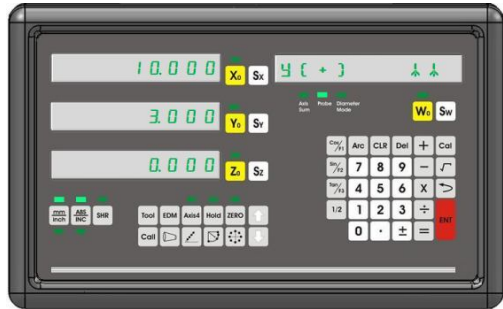 10.000 X₀ Sx Y ( + )
Axis Sum Probe Diameter Mode
3.000 Y₀ Sʏ W₀ Sw
Cos/F1 Arc CLR Del + Cal
0.000 Z₀ Sz Sin/F2 7 8 9 − √
Tan/F3 4 5 6 X
mm Inch ABS INC SHR Tool EDM Axis4 Hold ZERO 1/2 1 2 3 ÷ ENT
Call 0 · ± =